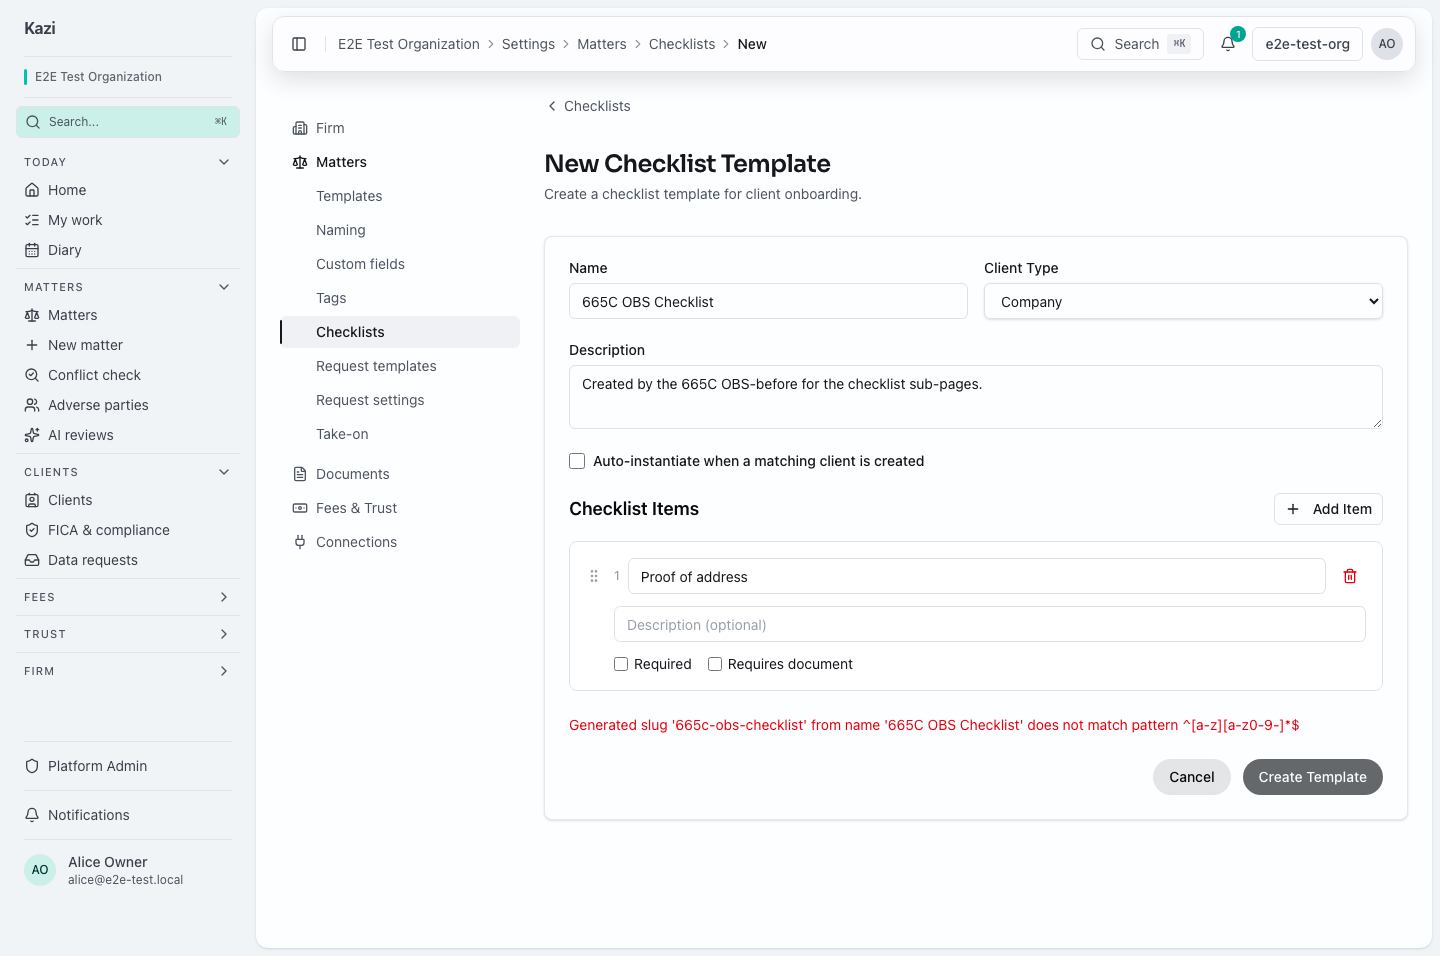 Kazi
E2E Test Organization
Search...
⌘K
TODAY
Home
My work
Diary
MATTERS
Matters
New matter
Conflict check
Adverse parties
AI reviews
CLIENTS
Clients
FICA & compliance
Data requests
FEES
TRUST
FIRM
Platform Admin
Notifications
AO
Alice Owner
alice@e2e-test.local
E2E Test Organization > Settings > Matters > Checklists > New
Search ⌘K
1
e2e-test-org
AO
Firm
Matters
Templates
Naming
Custom fields
Tags
Checklists
Request templates
Request settings
Take-on
Documents
Fees & Trust
Connections
Checklists
New Checklist Template
Create a checklist template for client onboarding.
Name
665C OBS Checklist
Client Type
Company
Description
Created by the 665C OBS-before for the checklist sub-pages.
Auto-instantiate when a matching client is created
Checklist Items
Add Item
1
Proof of address
Description (optional)
Required
Requires document
Generated slug '665c-obs-checklist' from name '665C OBS Checklist' does not match pattern ^[a-z][a-z0-9-]*$
Cancel
Create Template